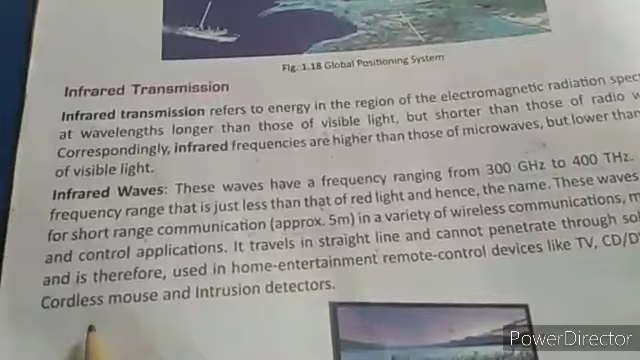 Fig. 1.18 Global Positioning System
Infrared Transmission
Infrared transmission refers to energy in the region of the electromagnetic radiation
at wavelengths longer than those of visible light, but shorter than those of radio
Correspondingly, infrared frequencies are higher than those of microwaves, but lower than
of visible light.
Infrared Waves: These waves have a frequency ranging from 300 GHz to 400 THz.
frequency range that is just less than that of red light and hence, the name. These waves
for short range communication (approx. 5m) in a variety of wireless communications,
and control applications. It travels in straight line and cannot penetrate through
and is therefore, used in home-entertainment remote-control devices like TV,
Cordless mouse and Intrusion detectors.
PowerDirector